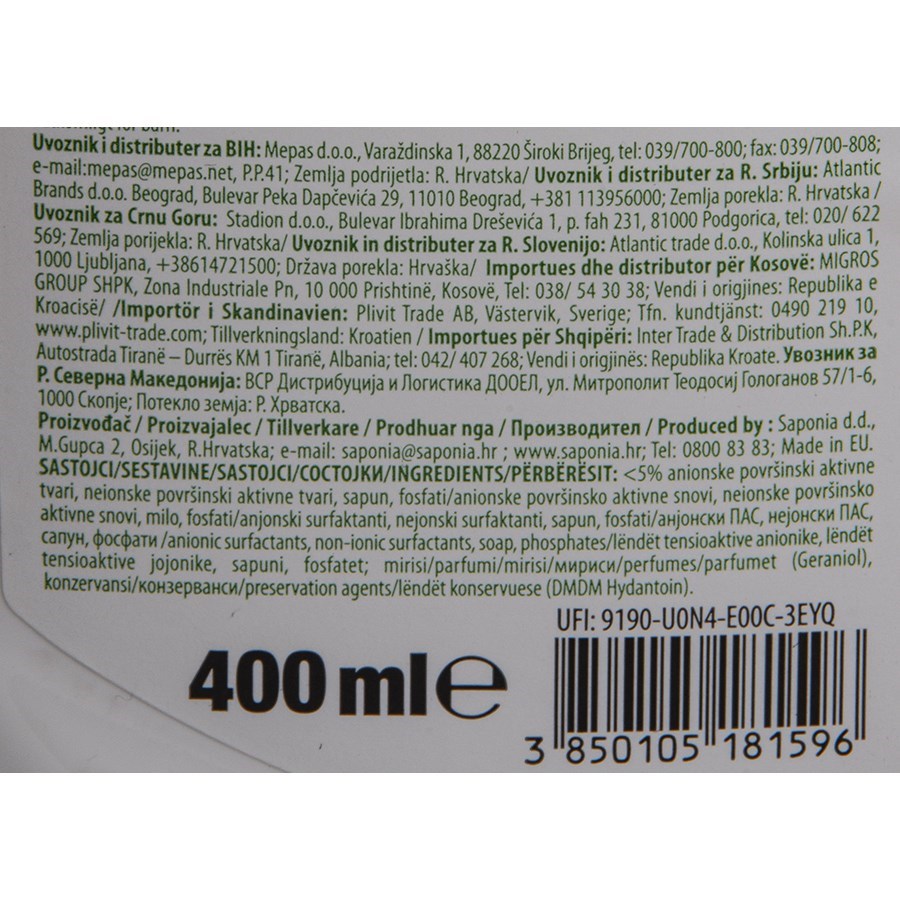 Uvoznik i distributer za BIH: Mepas d.o.o., Varaždinska 1, 88220 Široki Brijeg, tel: 039/700-800; fax: 039/700-808;
e-mail:mepas@mepas.net, P.P.41; Zemlja podrijetla: R. Hrvatska/ Uvoznik i distributer za R. Srbiju: Atlantic
Brands d.o.o. Beograd, Bulevar Peka Dapčevića 29, 11010 Beograd, +381 113956000; Zemlja porekla: R. Hrvatska /
Uvoznik za Crnu Goru: Stadion d.o.o., Bulevar Ibrahima Dreševića 1, p. fah 231, 81000 Podgorica, tel: 020/ 622
569; Zemlja porijekla: R. Hrvatska/ Uvoznik in distributer za R. Slovenijo: Atlantic trade d.o.o., Kolinska ulica 1,
1000 Ljubljana, +38614721500; Država porekla: Hrvaška/ Importues dhe distributor për Kosovë: MIGROS
GROUP SHPK, Zona Industriale Pn, 10 000 Prishtinë, Kosovë, Tel: 038/ 54 30 38; Vendi i origjines: Republika e
Kroacisë/ /Importör i Skandinavien: Plivit Trade AB, Västervik, Sverige; Tfn. kundtjänst: 0490 219 10,
www.plivit-trade.com; Tillverkningsland: Kroatien / Importues për Shqipëri: Inter Trade & Distribution Sh.P.K,
Autostrada Tiranë – Durrës KM 1 Tiranë, Albania; tel: 042/ 407 268; Vendi i origjinës: Republika Kroate. Увозник за
Р. Северна Македонија: ВСР Дистрибуција и Логистика ДООЕЛ, ул. Митрополит Теодосиј Гологанов 57/1-6,
1000 Скопје; Потекло земја: Р. Хрватска.
Proizvođač / Proizvajalec / Tillverkare / Prodhuar nga / Производител / Produced by : Saponia d.d.,
M.Gupca 2, Osijek, R.Hrvatska; e-mail: saponia@saponia.hr ; www.saponia.hr; Tel: 0800 83 83; Made in EU.
SASTOJCI/SESTAVINE/SASTOJCI/СОСТОЈКИ/INGREDIENTS/PËRBËRËSIT: <5% anionske površinski aktivne
tvari, neionske površinski aktivne tvari, sapun, fosfati/anionske površinsko aktivne snovi, neionske površinsko
aktivne snovi, milo, fosfati/anjonski surfaktanti, nejonski surfaktanti, sapun, fosfati/анјонски ПАС, нејонски ПАС,
сапун, фосфати /anionic surfactants, non-ionic surfactants, soap, phosphates/lëndët tensioaktive anionike, lëndët
tensioaktive jojonike, sapuni, fosfatet; mirisi/parfumi/mirisi/мириси/perfumes/parfumet (Geraniol),
konzervansi/конзерванси/preservation agents/lëndët konservuese (DMDM Hydantoin).
UFI: 9190-U0N4-E00C-3EYQ
400 ml e
3 850105 181596